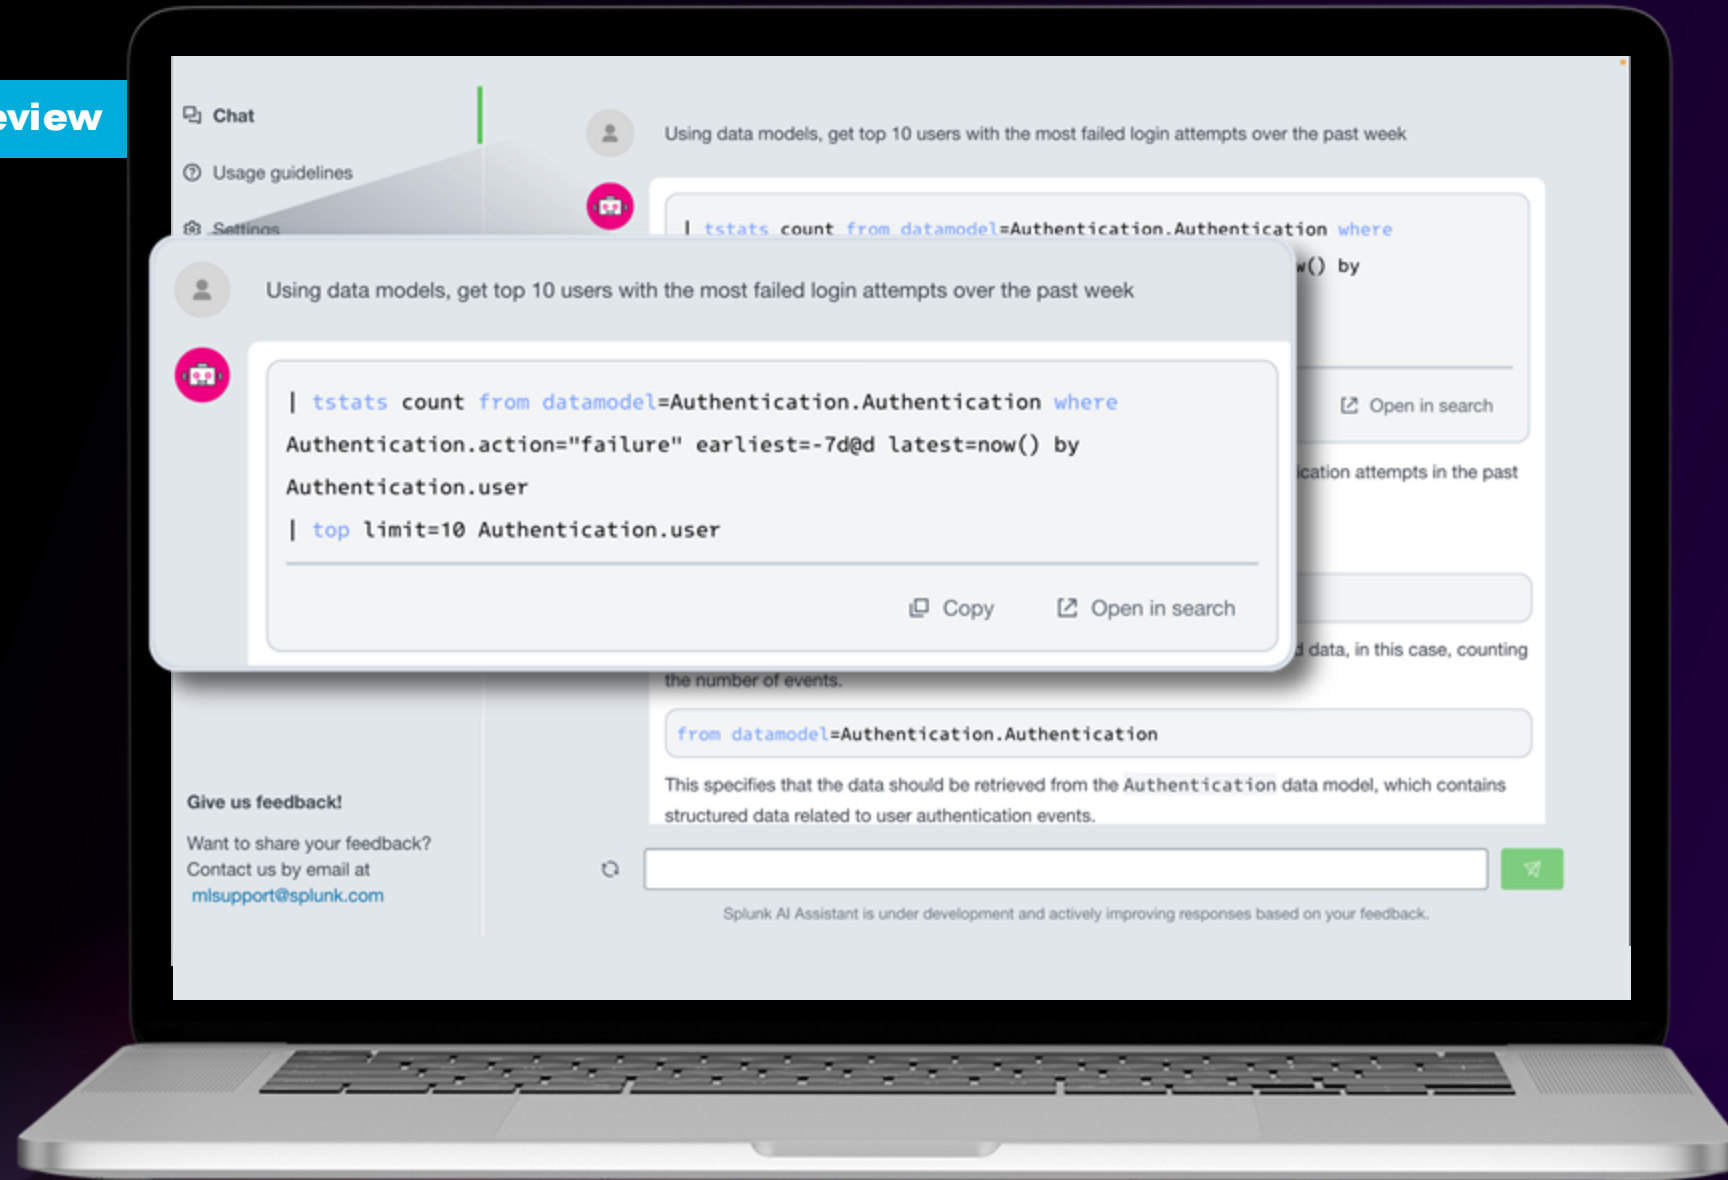 eview
Chat
Usage guidelines
Settings
Using data models, get top 10 users with the most failed login attempts over the past week
| tstats count from datamodel=Authentication.Authentication where
w() by
Open in search
Using data models, get top 10 users with the most failed login attempts over the past week
| tstats count from datamodel=Authentication.Authentication where
Authentication.action="failure" earliest=-7d@d latest=now() by
Authentication.user
| top limit=10 Authentication.user
Copy
Open in search
ication attempts in the past
data, in this case, counting
the number of events.
from datamodel=Authentication.Authentication
This specifies that the data should be retrieved from the Authentication data model, which contains
structured data related to user authentication events.
Give us feedback!
Want to share your feedback?
Contact us by email at
mlsupport@splunk.com
Splunk AI Assistant is under development and actively improving responses based on your feedback.